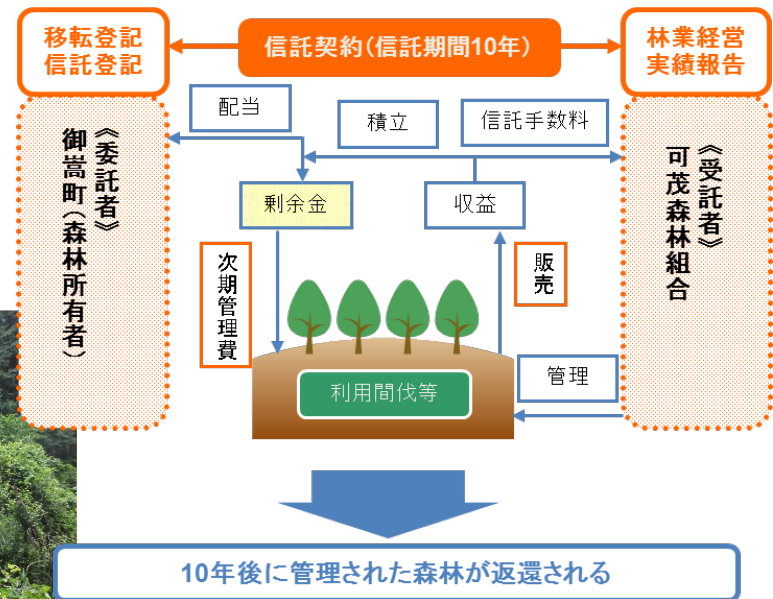 移転登記
信託登記
信託契約(信託期間10年)
林業経営
実績報告
配当
積立
信託手数料
《委託者》
御嵩町(森林所有者)
剰余金
収益
《受託者》
可茂森林組合
次期管理費
販売
管理
利用間伐等
10年後に管理された森林が返還される